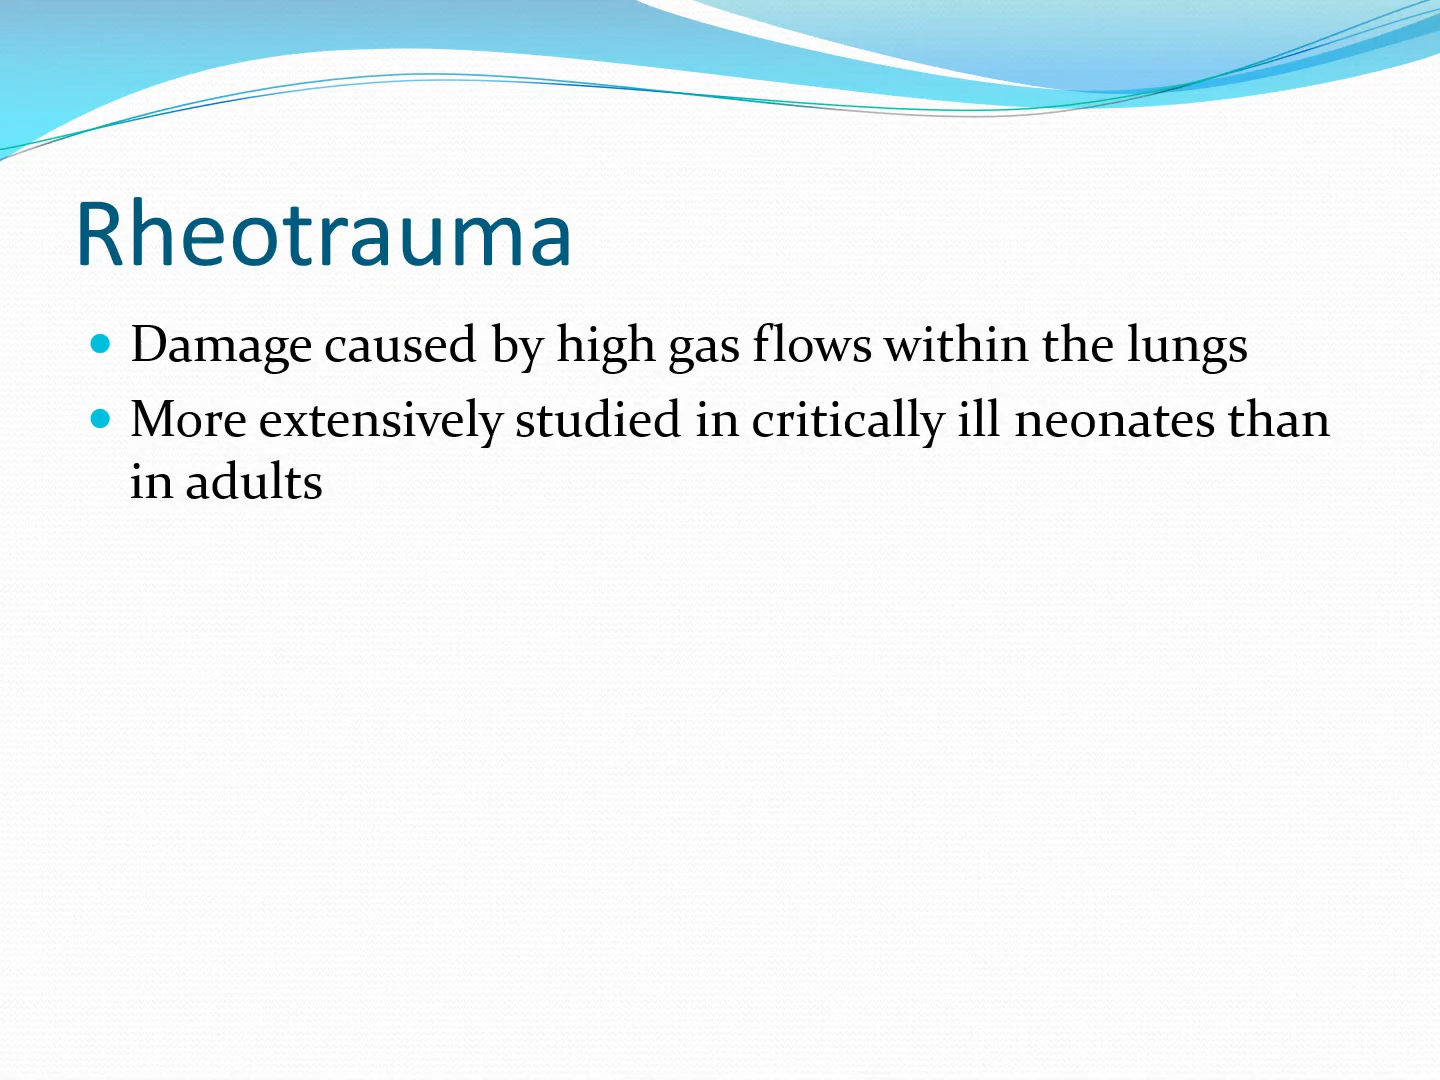 Rheotrauma
• Damage caused by high gas flows within the lungs
• More extensively studied in critically ill neonates than
in adults